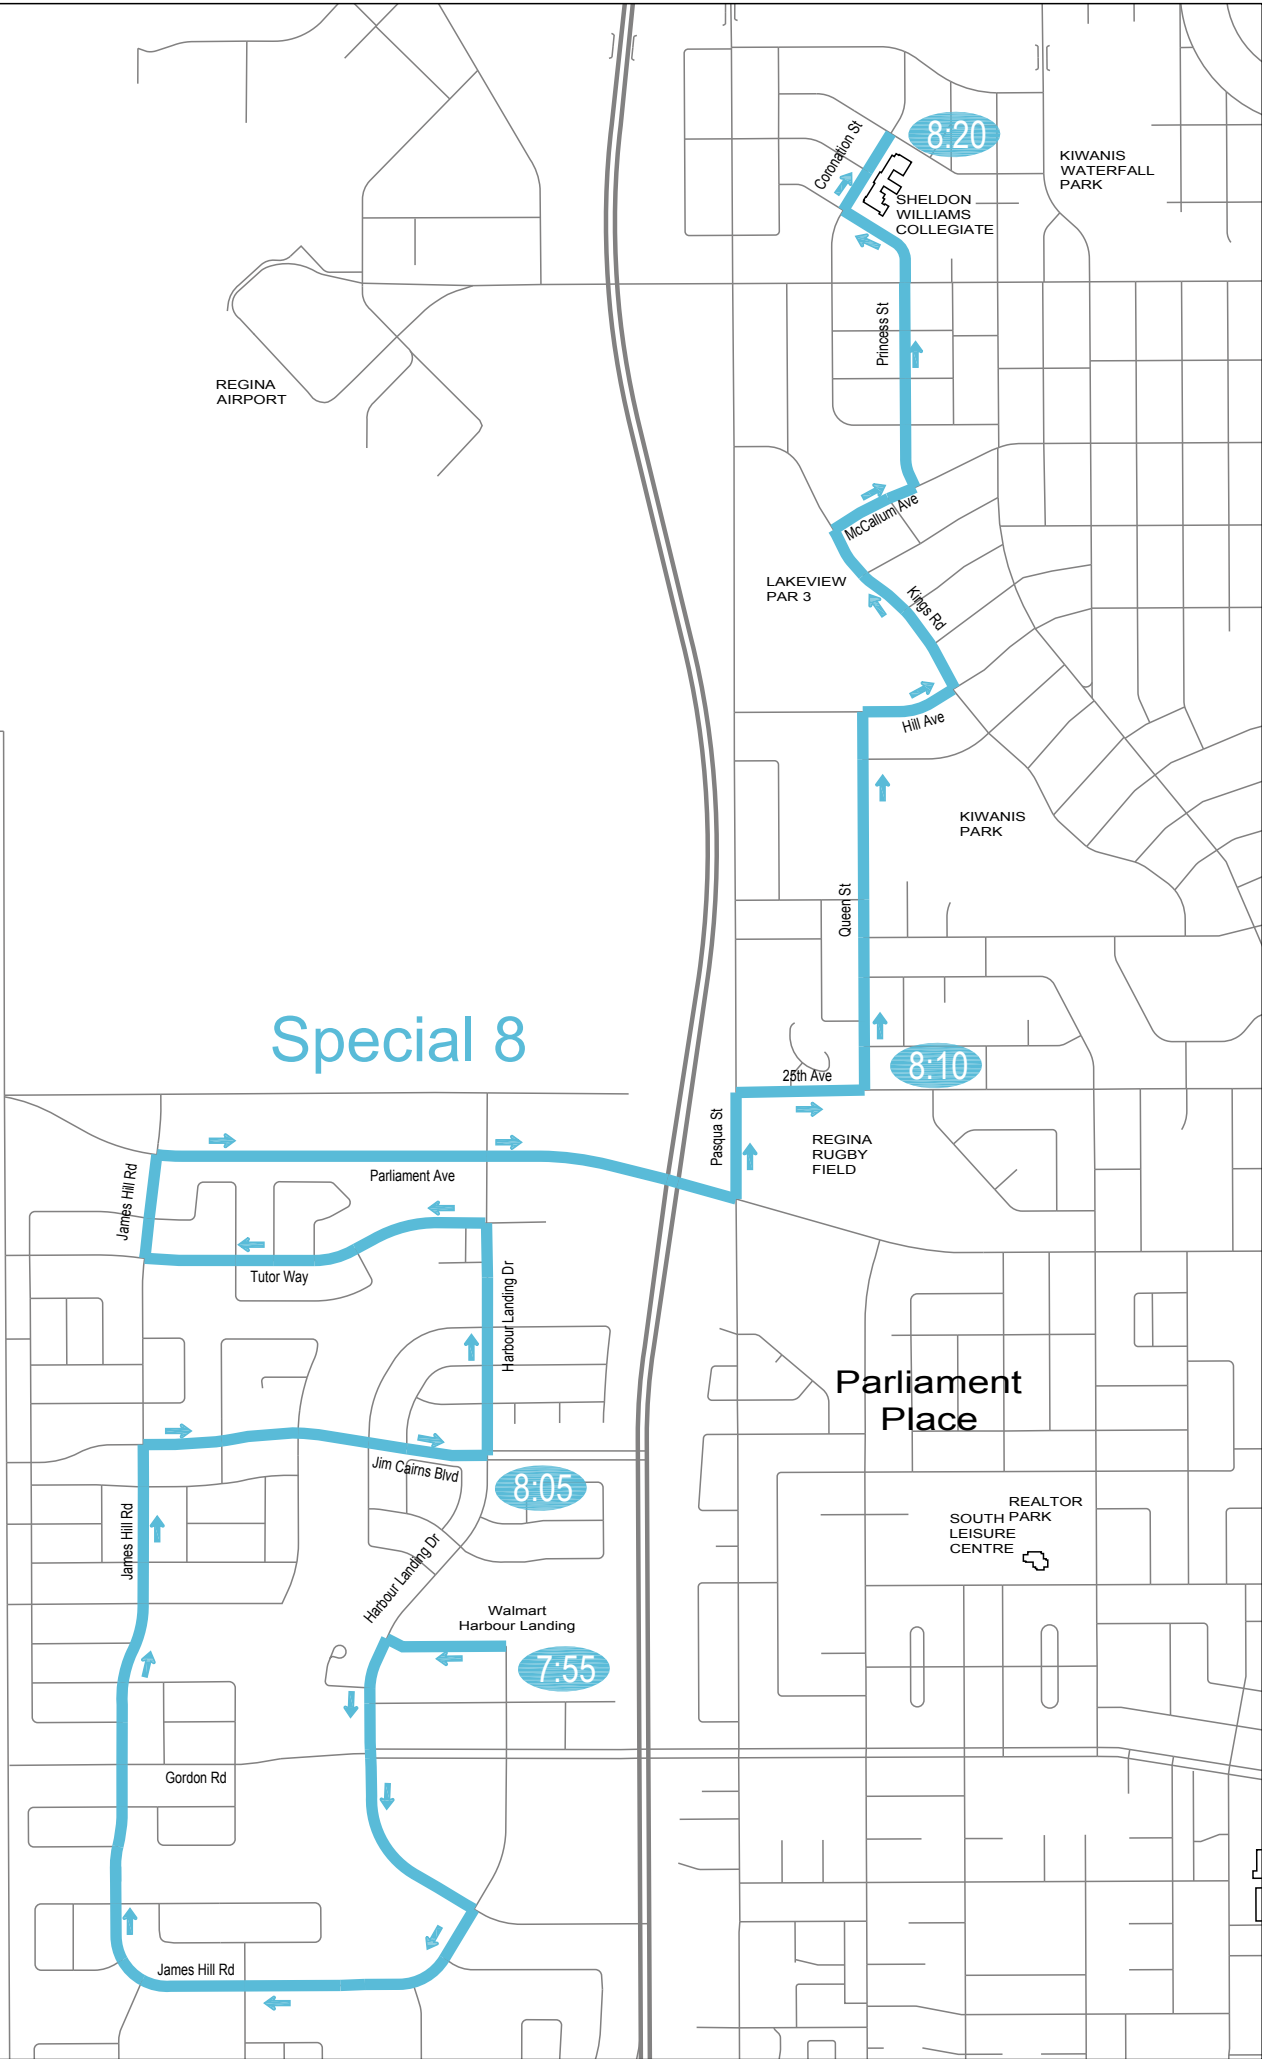 8:20
Coronation St
KIWANIS
WATERFALL
PARK
SHELDON
WILLIAMS
COLLEGIATE
Princess St
REGINA
AIRPORT
McCallum Ave
LAKEVIEW
PAR 3
Kings Rd
Hill Ave
KIWANIS
PARK
Queen St
Special 8
8:10
25th Ave
Pasqua St
REGINA
RUGBY
FIELD
James Hill Rd
Parliament Ave
Tutor Way
Harbour Landing Dr
Parliament
Place
Jim Cairns Blvd
8:05
James Hill Rd
REALTOR
PARK
SOUTH
LEISURE
CENTRE
Harbour Landing Dr
Walmart
Harbour Landing
7:55
Gordon Rd
James Hill Rd